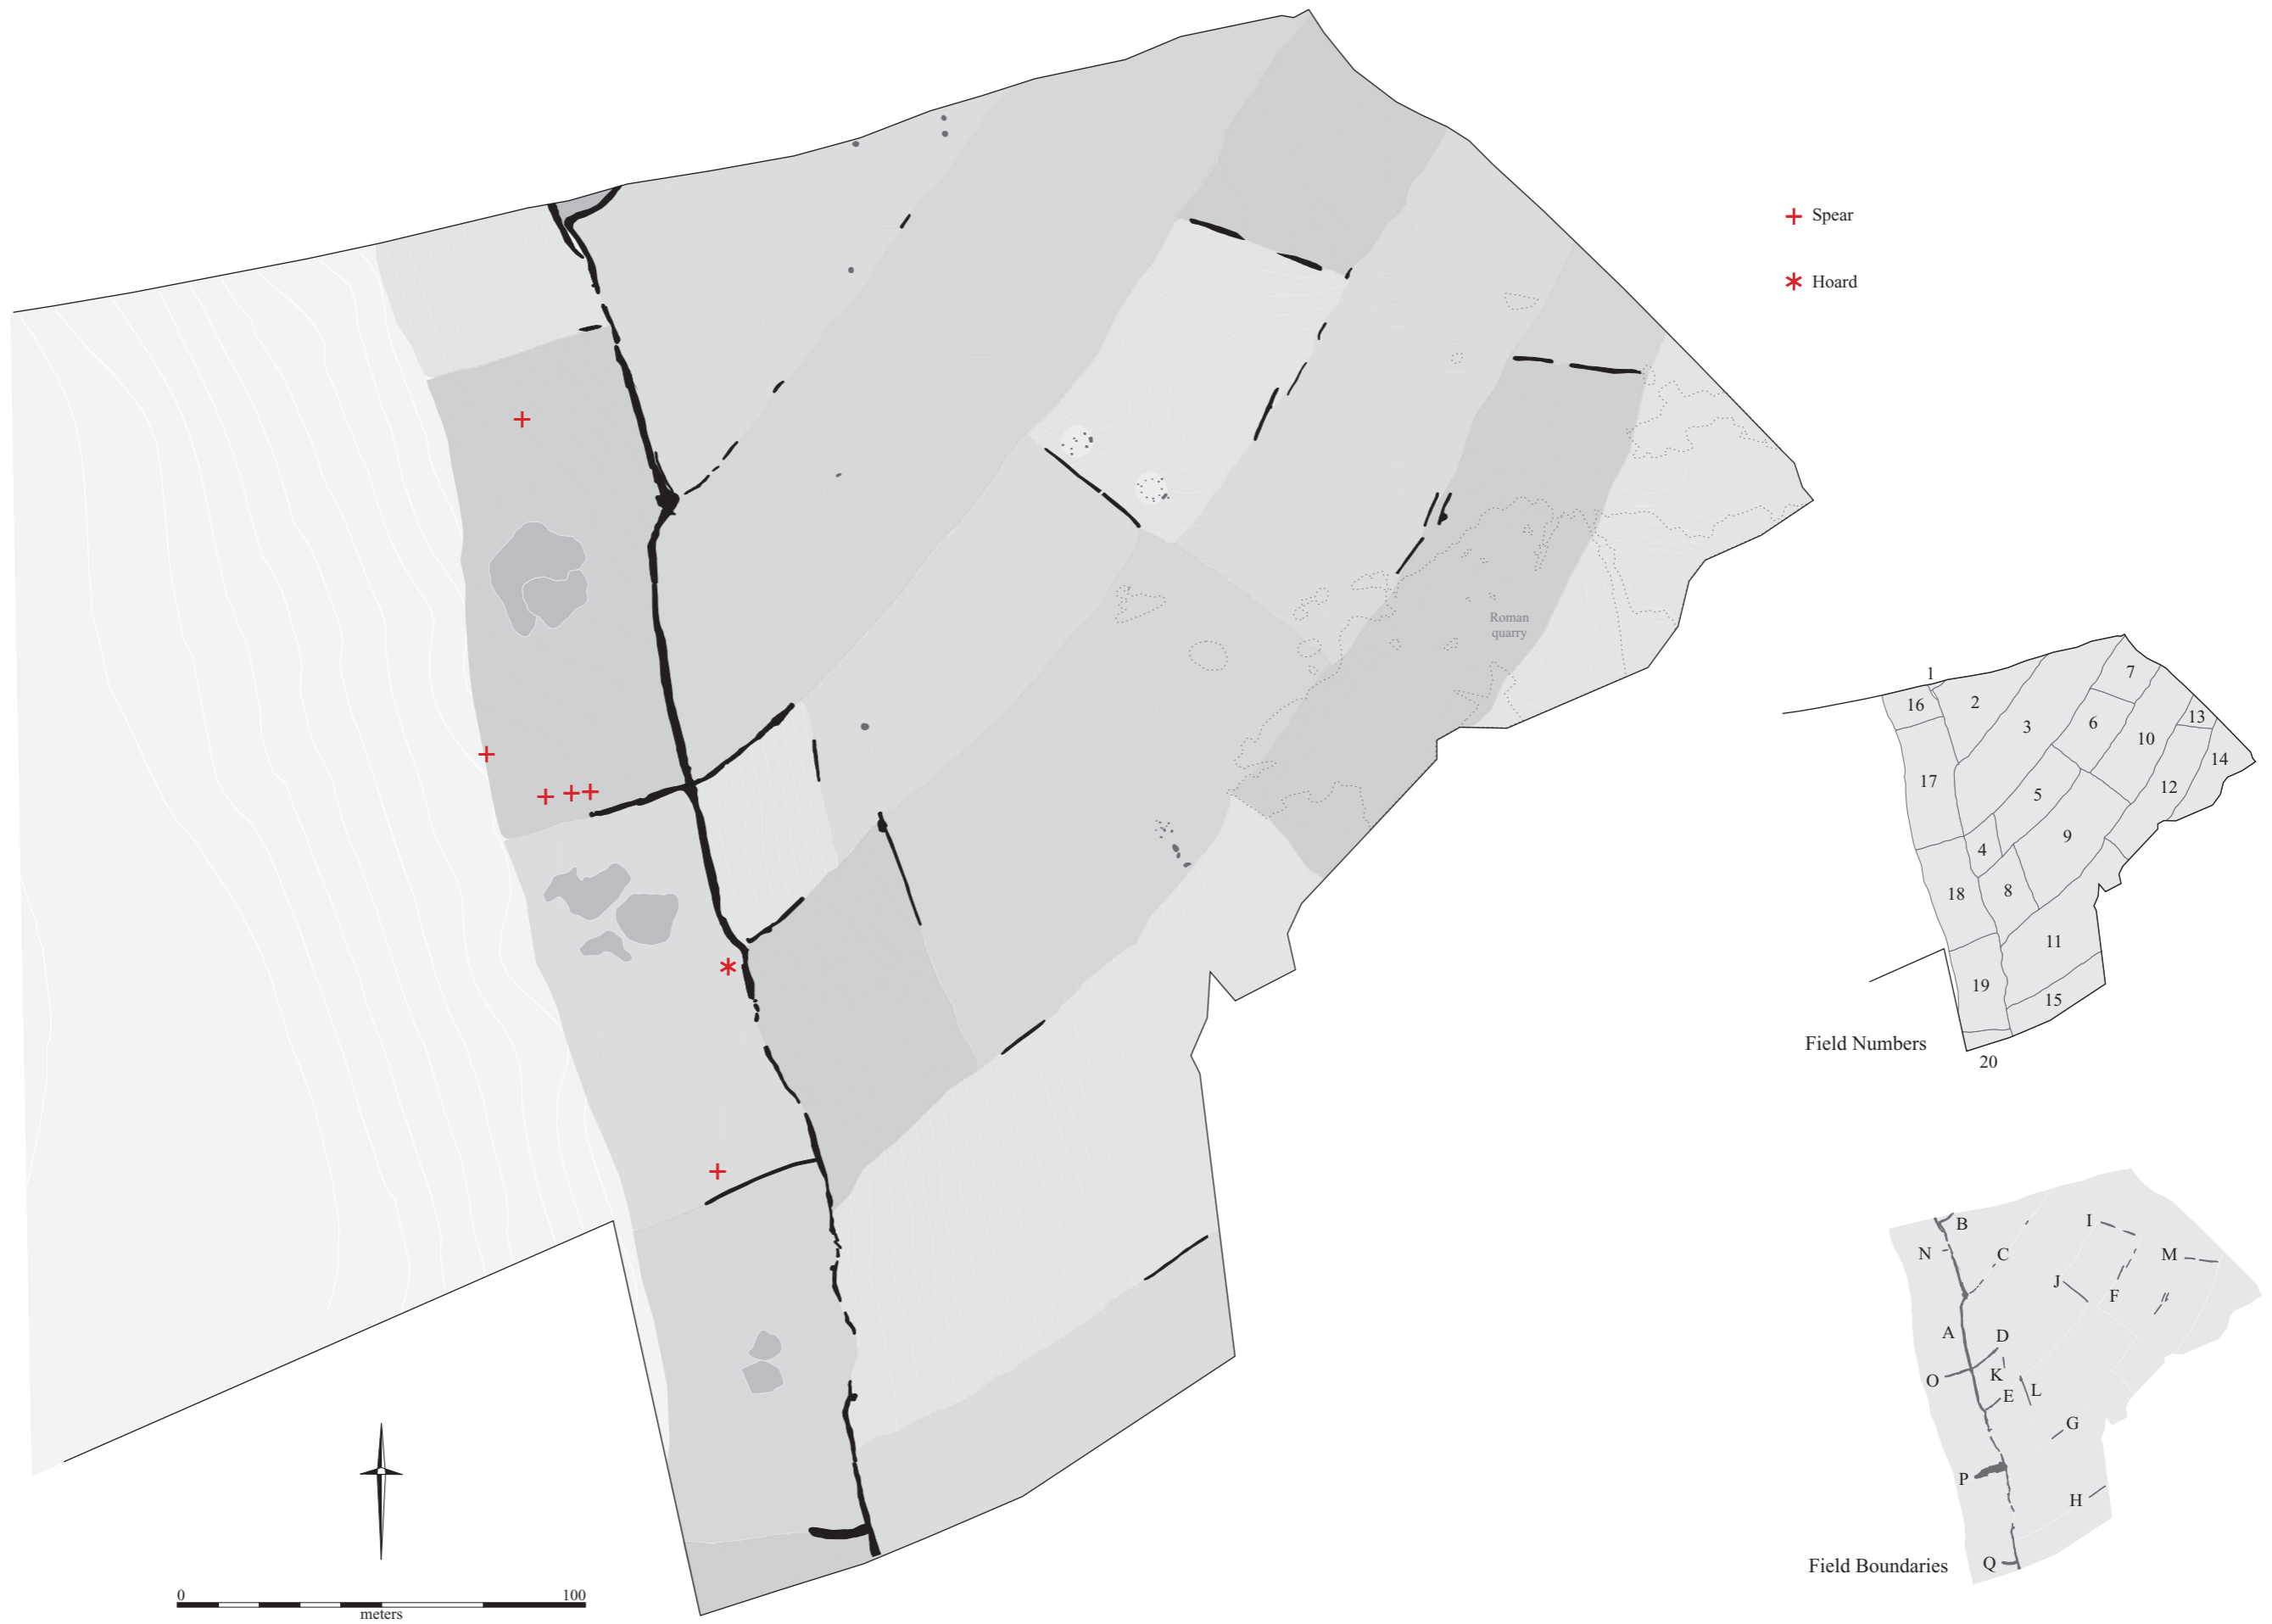 Spear
Hoard
Roman
quarry
1
7
16
2
3
6
13
10
14
17
12
5
9
4
8
18
11
19
15
Field Numbers
20
B
I
N
C
M
J
F
A
D
O
K
L
E
G
P
H
Field Boundaries
Q
0
100
meters